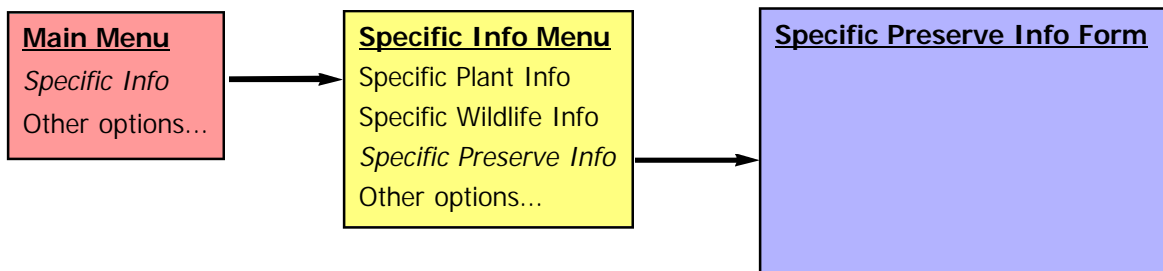 Main Menu
Specific Info
Other options...
Specific Info Menu
Specific Plant Info
Specific Wildlife Info
Specific Preserve Info
Other options...
Specific Preserve Info Form